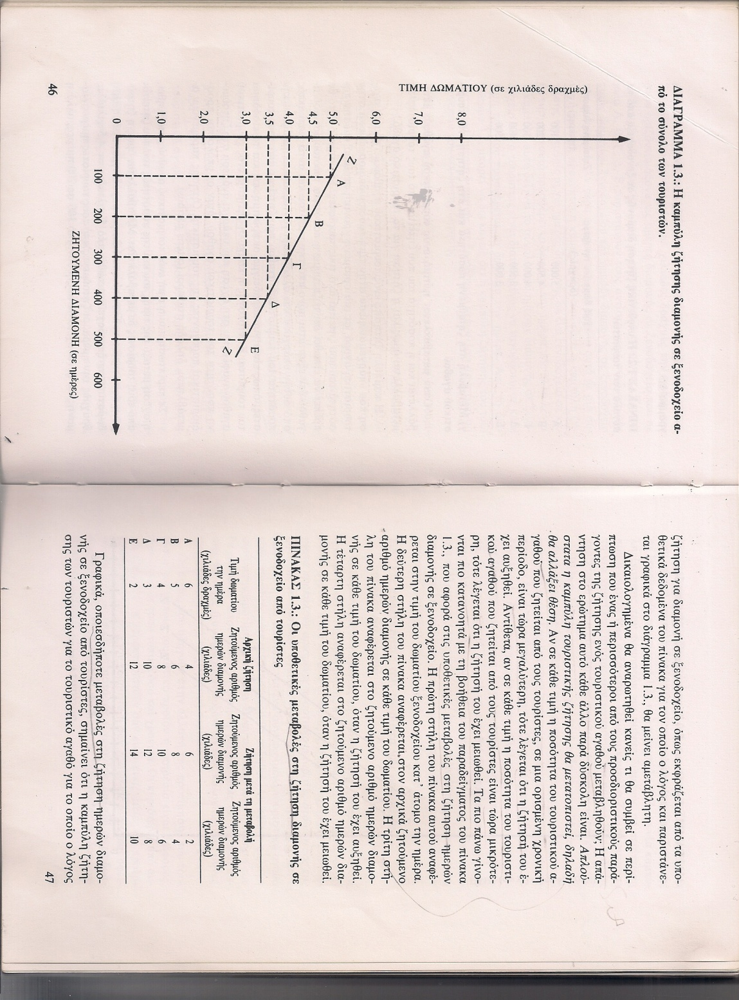 ΔΙΑΓΡΑΜΜΑ 1.3.: Η καμπύλη ζήτησης διαμονής σε ξενοδοχείο α-
πό το σύνολο των τουριστών.
ΤΙΜΗ ΔΩΜΑΤΙΟΥ (σε χιλιάδες δραχμές)
8,0
7,0
6,0
5,0
4,5
4,0
3,5
3,0
2,0
1,0
0
Ζ
Α
Β
Γ
Δ
Ε
Ζ
100 200 300 400 500 600
ΖΗΤΟΥΜΕΝΗ ΔΙΑΜΟΝΗ (σε ημέρες)
46
ζήτηση για διαμονή σε ξενοδοχείο, όπως εκφράζεται από τα υπο-
θετικά δεδομένα του πίνακα για τον οποίο ο λόγος και παριστάνε-
ται γραφικά στο διάγραμμα 1.3., θα μείνει αμετάβλητη.
Δικαιολογημένα θα αναρωτηθεί κανείς τι θα συμβεί σε περί-
πτωση που ένας ή περισσότεροι από τους προσδιοριστικούς παρά-
γοντες της ζήτησης ενός τουριστικού αγαθού μεταβληθούν; Η απά-
ντηση στο ερώτημα αυτό κάθε άλλο παρά δύσκολη είναι. Απλού-
στατα η καμπύλη τουριστικής ζήτησης θα μετατοπιστεί, δηλαδή
θα αλλάξει θέση. Αν σε κάθε τιμή η ποσότητα του τουριστικού α-
γαθού που ζητείται από τους τουρίστες, σε μια ορισμένη χρονική
περίοδο, είναι τώρα μεγαλύτερη, τότε λέγεται ότι η ζήτησή του έ-
χει αυξηθεί. Αντίθετα, αν σε κάθε τιμή η ποσότητα του τουριστι-
κού αγαθού που ζητείται από τους τουρίστες είναι τώρα μικρότε-
ρη, τότε λέγεται ότι η ζήτησή του έχει μειωθεί. Τα πιο πάνω γίνο-
νται πιο κατανοητά με τη βοήθεια του παραδείγματος του πίνακα
1.3., που αφορά στις υποθετικές μεταβολές στη ζήτηση ημερών
διαμονής σε ξενοδοχείο. Η πρώτη στήλη του πίνακα αυτού αναφέ-
ρεται στην τιμή του δωματίου ξενοδοχείου κατ' άτομο την ημέρα.
Η δεύτερη στήλη του πίνακα αναφέρεται στον αρχικά ζητούμενο
αριθμό ημερών διαμονής σε κάθε τιμή του δωματίου. Η τρίτη στή-
λη του πίνακα αναφέρεται στο ζητούμενο αριθμό ημερών διαμο-
νής σε κάθε τιμή του δωματίου, όταν η ζήτησή του έχει αυξηθεί.
Η τέταρτη στήλη αναφέρεται στο ζητούμενο αριθμό ημερών δια-
μονής σε κάθε τιμή του δωματίου, όταν η ζήτησή του έχει μειωθεί.
ΠΙΝΑΚΑΣ 1.3.: Οι υποθετικές μεταβολές στη ζήτηση διαμονής σε
ξενοδοχείο από τουρίστες
Αρχική ζήτηση Ζήτηση μετά τη μεταβολή
Τιμή δωματίου Ζητούμενος αριθμός Ζητούμενος αριθμός Ζητούμενος αριθμός
την ημέρα ημερών διαμονής ημερών διαμονής ημερών διαμονής
(χιλιάδες δραχμές) (χιλιάδες) (χιλιάδες) (χιλιάδες)
Α 6 4 6 2
Β 5 6 8 4
Γ 4 8 10 6
Δ 3 10 12 8
Ε 2 12 14 10
Γραφικά, οποιεσδήποτε μεταβολές στη ζήτηση ημερών διαμο-
νής σε ξενοδοχείο από τουρίστες, σημαίνει ότι η καμπύλη ζήτη-
σης των τουριστών για το τουριστικό αγαθό για το οποίο ο λόγος
47